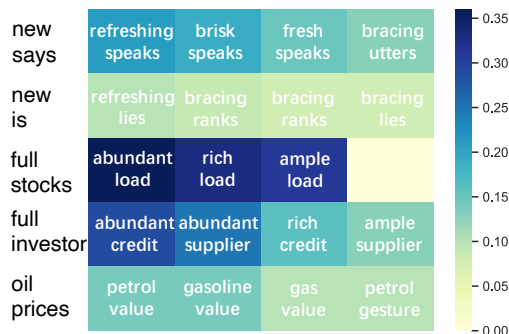 new
says
refreshing
speaks
brisk
speaks
fresh
speaks
bracing
utters
new
is
refreshing
lies
bracing
ranks
bracing
ranks
bracing
lies
full
stocks
abundant
load
rich
load
ample
load
full
investor
abundant
credit
abundant
supplier
rich
credit
ample
supplier
oil
prices
petrol
value
gasoline
value
gas
value
petrol
gesture
0.35
0.30
0.25
0.20
0.15
0.10
0.05
0.00